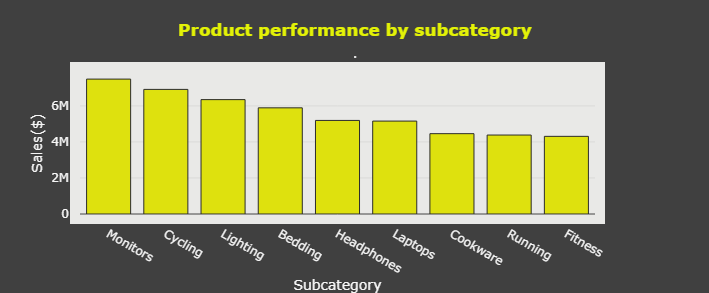 Product performance by subcategory
.
Sales($)
6M
4M
2M
0
Monitors
Cycling
Lighting
Bedding
Headphones
Laptops
Cookware
Running
Fitness
Subcategory